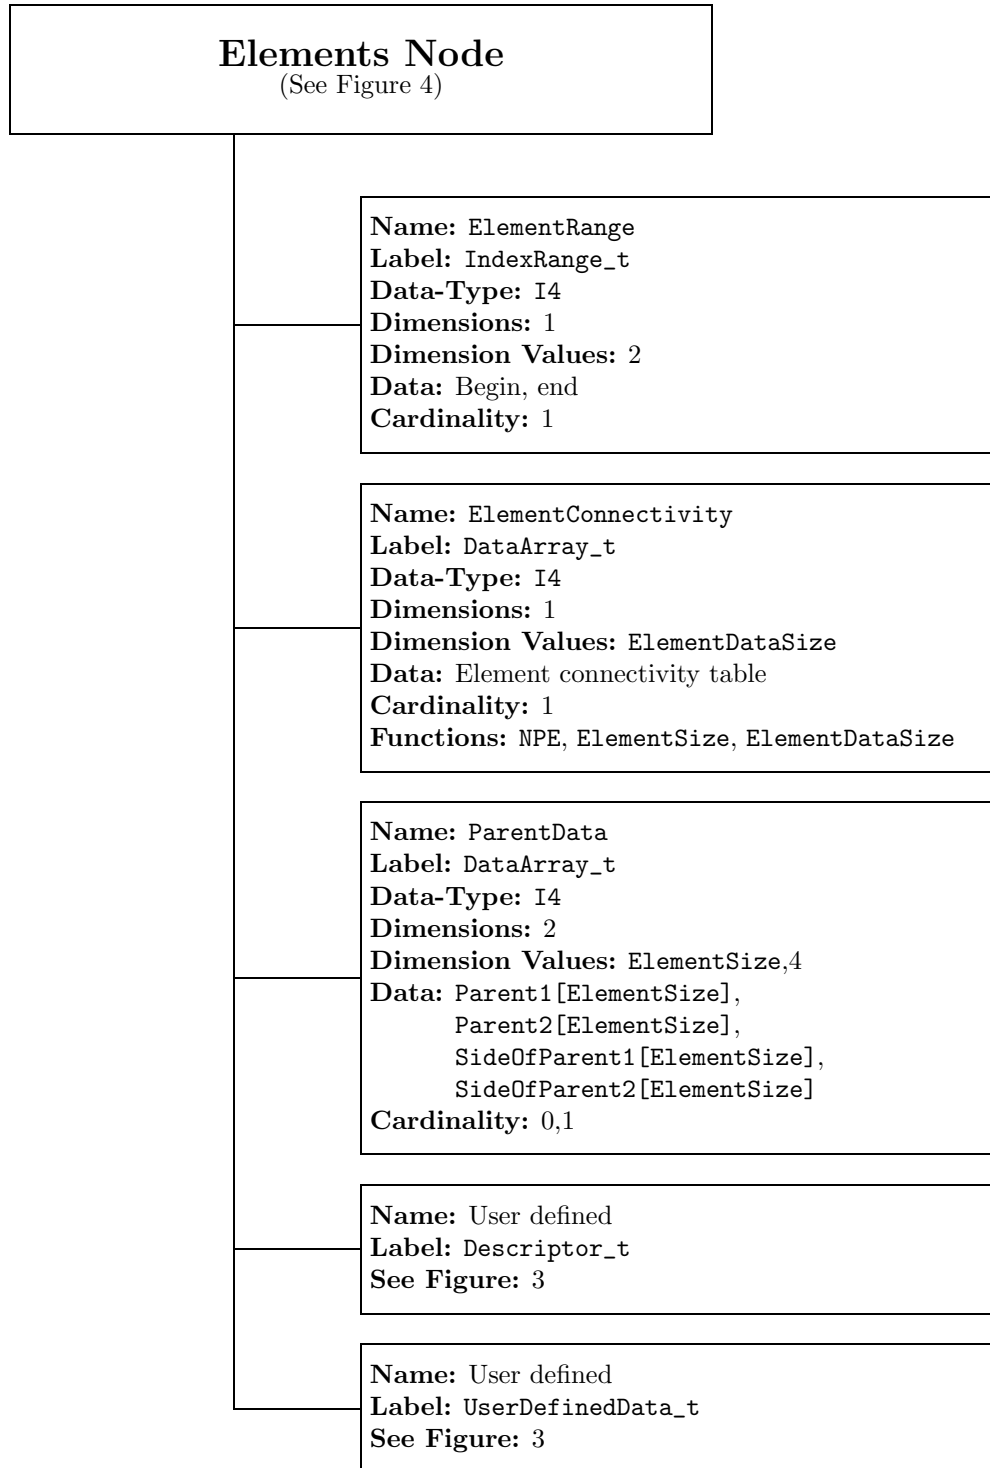 Elements Node
(See Figure 4)
Name: ElementRange
Label: IndexRange_t
Data-Type: I4
Dimensions: 1
Dimension Values: 2
Data: Begin, end
Cardinality: 1
Name: ElementConnectivity
Label: DataArray_t
Data-Type: I4
Dimensions: 1
Dimension Values: ElementDataSize
Data: Element connectivity table
Cardinality: 1
Functions: NPE, ElementSize, ElementDataSize
Name: ParentData
Label: DataArray_t
Data-Type: I4
Dimensions: 2
Dimension Values: ElementSize,4
Data: Parent1[ElementSize],
Parent2[ElementSize],
SideOfParent1[ElementSize],
SideOfParent2[ElementSize]
Cardinality: 0,1
Name: User defined
Label: Descriptor_t
See Figure: 3
Name: User defined
Label: UserDefinedData_t
See Figure: 3